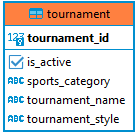 tournament
123 tournament_id
is_active
ABC sports_category
ABC tournament_name
ABC tournament_style